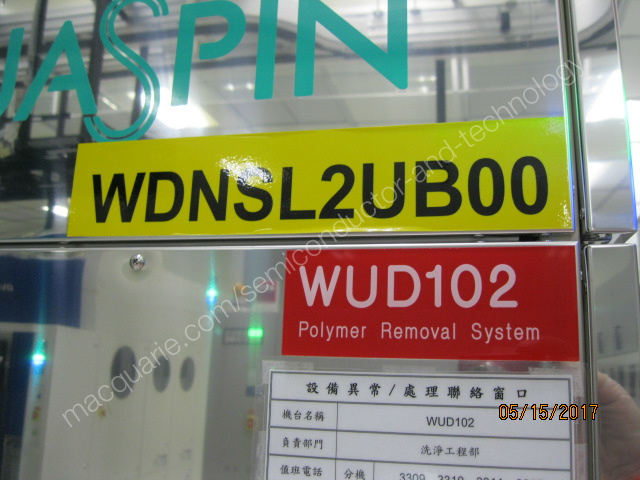 UASPIN
WDNSL2UB00
WUD102
Polymer Removal System
設備異常/處理聯絡窗口
機台名稱 WUD102
負責部門 洗淨工程部
值班電話 分機
macquarie.com/semiconductor-and-technology
05/15/2017